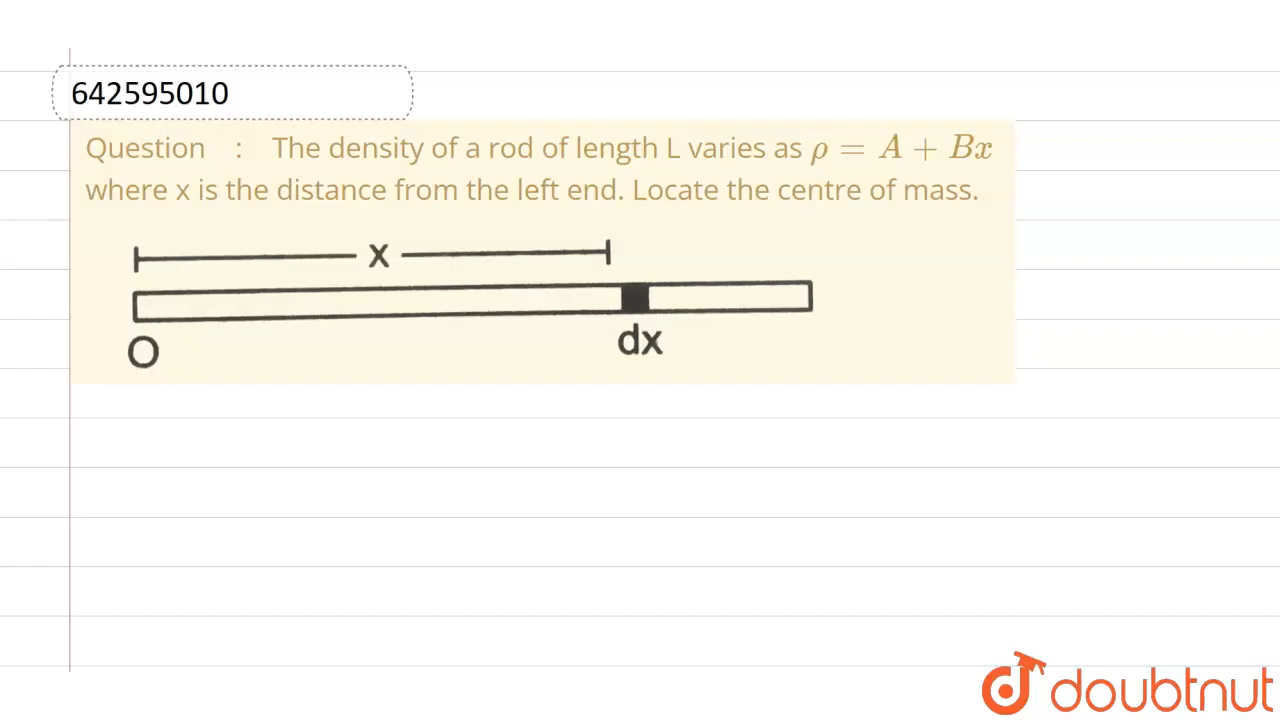 642595010
Question : The density of a rod of length L varies as ρ = A + Bx
where x is the distance from the left end. Locate the centre of mass.
X
O
dx
doubtnut